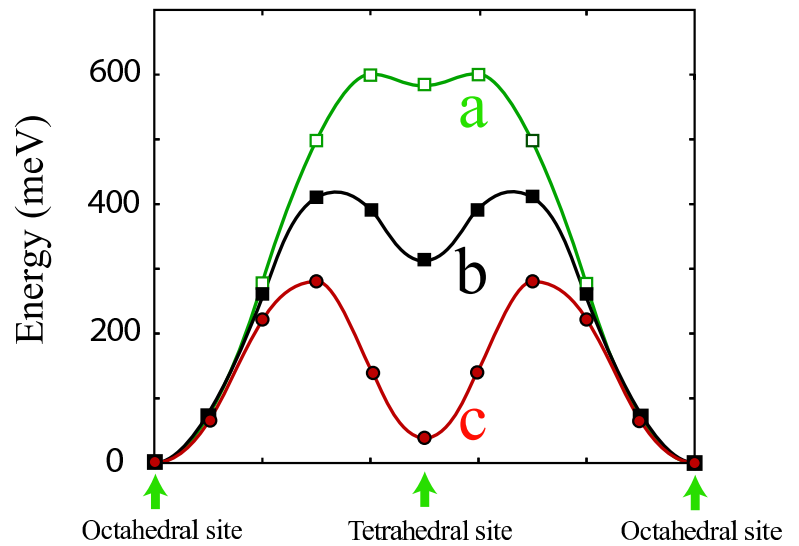 600
400
200
0
Energy (meV)
a
b
c
Octahedral site
Tetrahedral site
Octahedral site